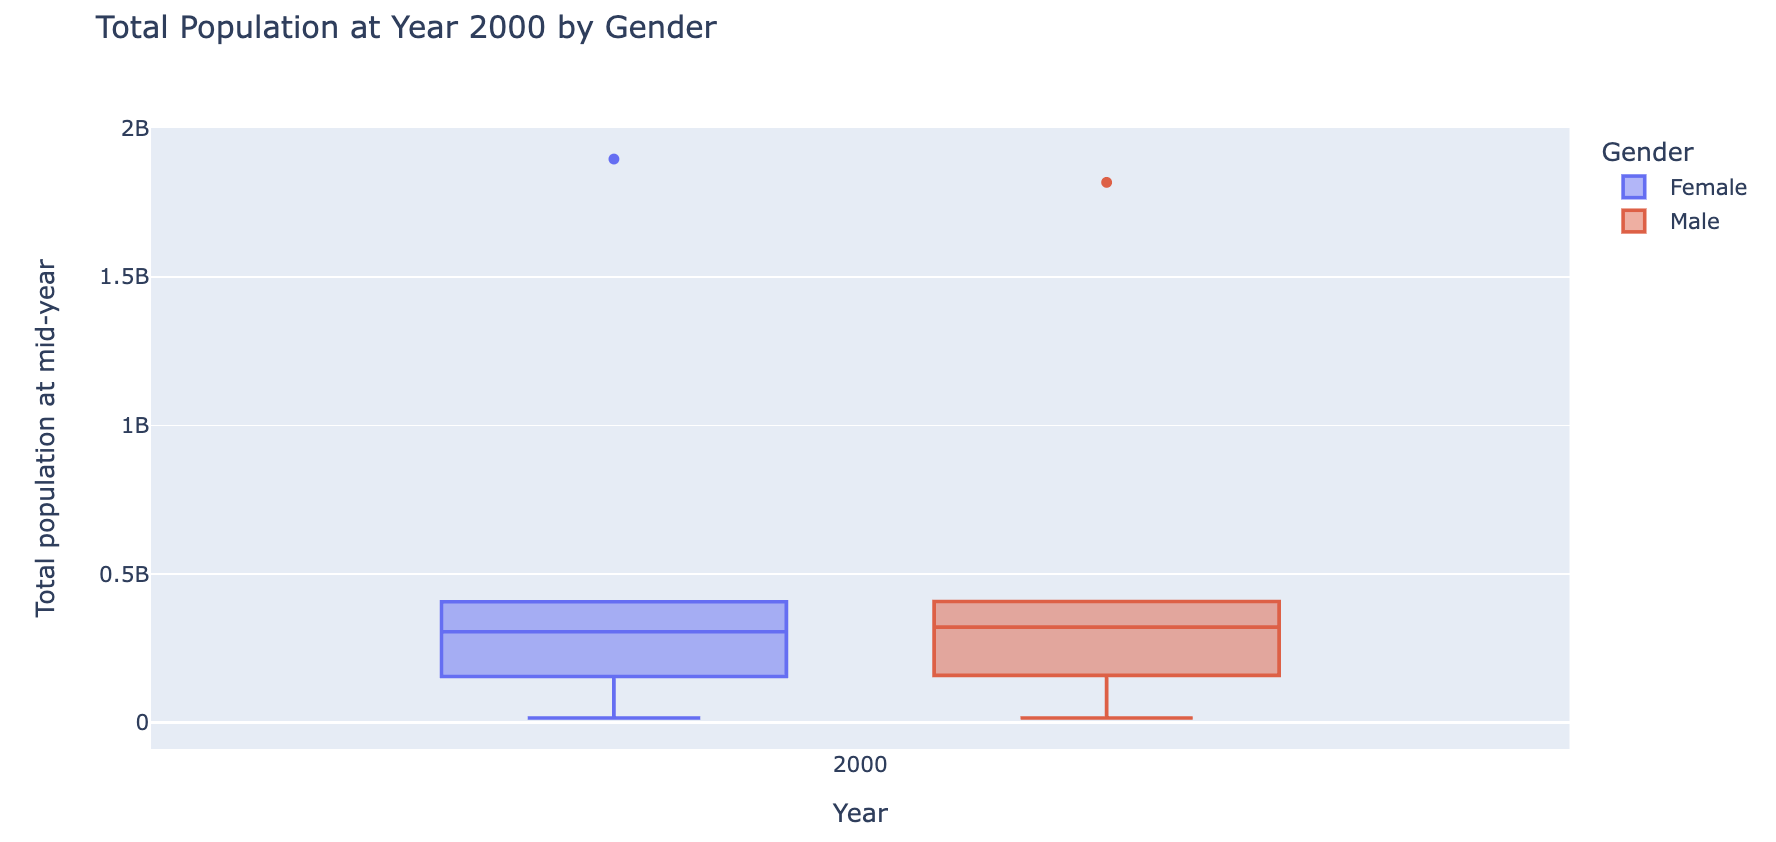 Total Population at Year 2000 by Gender
2B
1.5B
1B
0.5B
0
Total population at mid-year
2000
Year
Gender
Female
Male